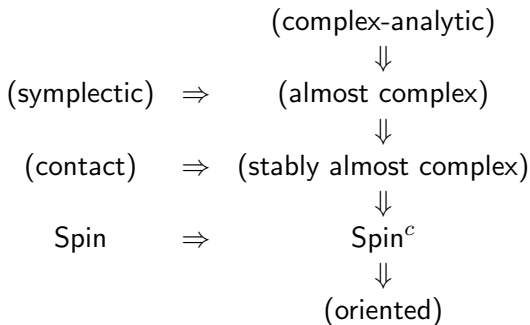 (complex-analytic)
⇓
(symplectic) ⇒ (almost complex)
⇓
(contact) ⇒ (stably almost complex)
⇓
Spin ⇒ Spin^c
⇓
(oriented)